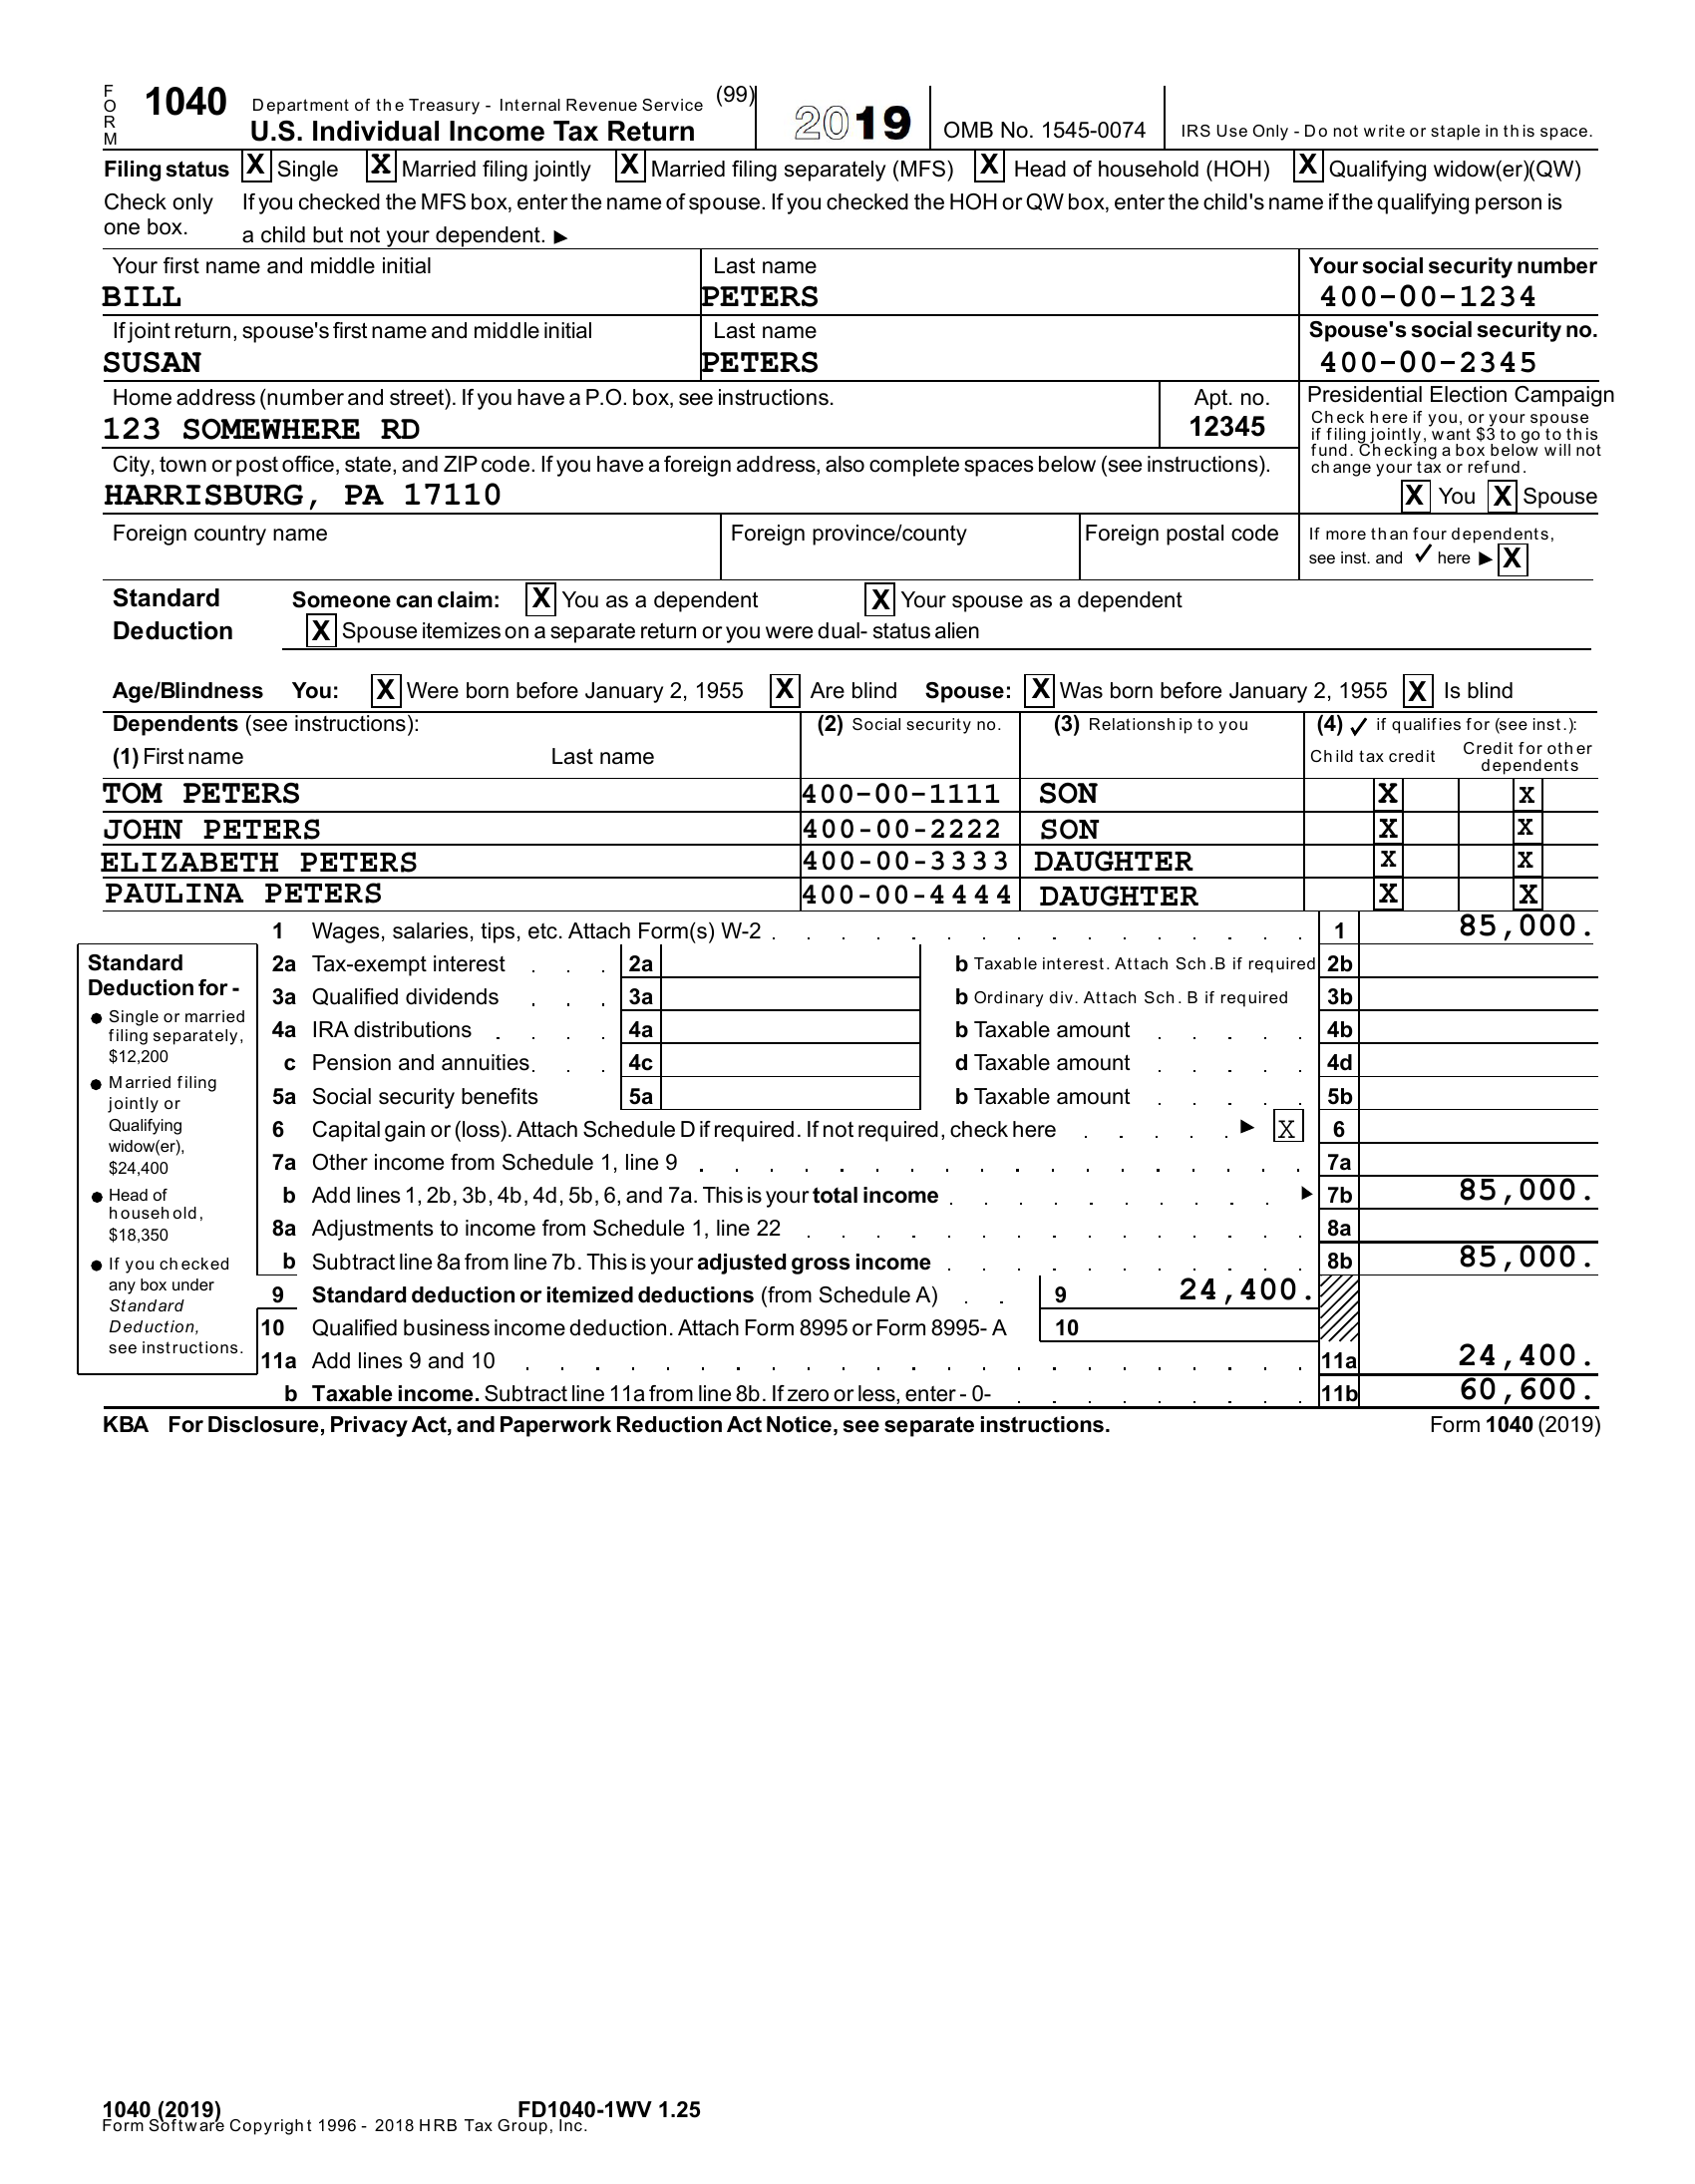 FORM 1040 Department of the Treasury - Internal Revenue Service (99)
U.S. Individual Income Tax Return 2019 OMB No. 1545-0074 IRS Use Only - Do not write or staple in this space.
Filing status X Single X Married filing jointly X Married filing separately (MFS) X Head of household (HOH) X Qualifying widow(er)(QW)
Check only If you checked the MFS box, enter the name of spouse. If you checked the HOH or QW box, enter the child's name if the qualifying person is
one box. a child but not your dependent. ►
Your first name and middle initial Last name Your social security number
BILL PETERS 400-00-1234
If joint return, spouse's first name and middle initial Last name Spouse's social security no.
SUSAN PETERS 400-00-2345
Home address (number and street). If you have a P.O. box, see instructions. Apt. no.
123 SOMEWHERE RD 12345
City, town or post office, state, and ZIP code. If you have a foreign address, also complete spaces below (see instructions).
HARRISBURG, PA 17110
Presidential Election Campaign
Check here if you, or your spouse
if filing jointly, want $3 to go to this
fund. Checking a box below will not
change your tax or refund.
X You X Spouse
Foreign country name Foreign province/county Foreign postal code
If more than four dependents,
see inst. and ✓ here ► X
Standard Someone can claim: X You as a dependent X Your spouse as a dependent
Deduction X Spouse itemizes on a separate return or you were dual- status alien
Age/Blindness You: X Were born before January 2, 1955 X Are blind Spouse: X Was born before January 2, 1955 X Is blind
Dependents (see instructions): (2) Social security no. (3) Relationship to you (4) ✓ if qualifies for (see inst.):
(1) First name Last name Child tax credit Credit for other dependents
TOM PETERS 400-00-1111 SON X X
JOHN PETERS 400-00-2222 SON X X
ELIZABETH PETERS 400-00-3333 DAUGHTER X X
PAULINA PETERS 400-00-4444 DAUGHTER X X
1 Wages, salaries, tips, etc. Attach Form(s) W-2 . . . . . . . . . . . . . . . . 1 85,000.
Standard
Deduction for -
● Single or married
filing separately,
$12,200
● Married filing
jointly or
Qualifying
widow(er),
$24,400
● Head of
household,
$18,350
● If you checked
any box under
Standard
Deduction,
see instructions.
2a Tax-exempt interest . . . 2a b Taxable interest. Attach Sch.B if required 2b
3a Qualified dividends . . . 3a b Ordinary div. Attach Sch. B if required 3b
4a IRA distributions . . . . 4a b Taxable amount . . . . . 4b
c Pension and annuities. . . 4c d Taxable amount . . . . . 4d
5a Social security benefits 5a b Taxable amount . . . . . 5b
6 Capital gain or (loss). Attach Schedule D if required. If not required, check here . . . . . ► X 6
7a Other income from Schedule 1, line 9 . . . . . . . . . . . . . . . . . . 7a
b Add lines 1, 2b, 3b, 4b, 4d, 5b, 6, and 7a. This is your total income . . . . . . . . . . ► 7b 85,000.
8a Adjustments to income from Schedule 1, line 22 . . . . . . . . . . . . . . . 8a
b Subtract line 8a from line 7b. This is your adjusted gross income . . . . . . . . . . . 8b 85,000.
9 Standard deduction or itemized deductions (from Schedule A) . . 9 24,400.
10 Qualified business income deduction. Attach Form 8995 or Form 8995- A 10
11a Add lines 9 and 10 . . . . . . . . . . . . . . . . . . . . . . . 11a 24,400.
b Taxable income. Subtract line 11a from line 8b. If zero or less, enter - 0- . . . . . . . . . 11b 60,600.
KBA For Disclosure, Privacy Act, and Paperwork Reduction Act Notice, see separate instructions. Form 1040 (2019)
1040 (2019) FD1040-1WV 1.25
Form Software Copyright 1996 - 2018 HRB Tax Group, Inc.